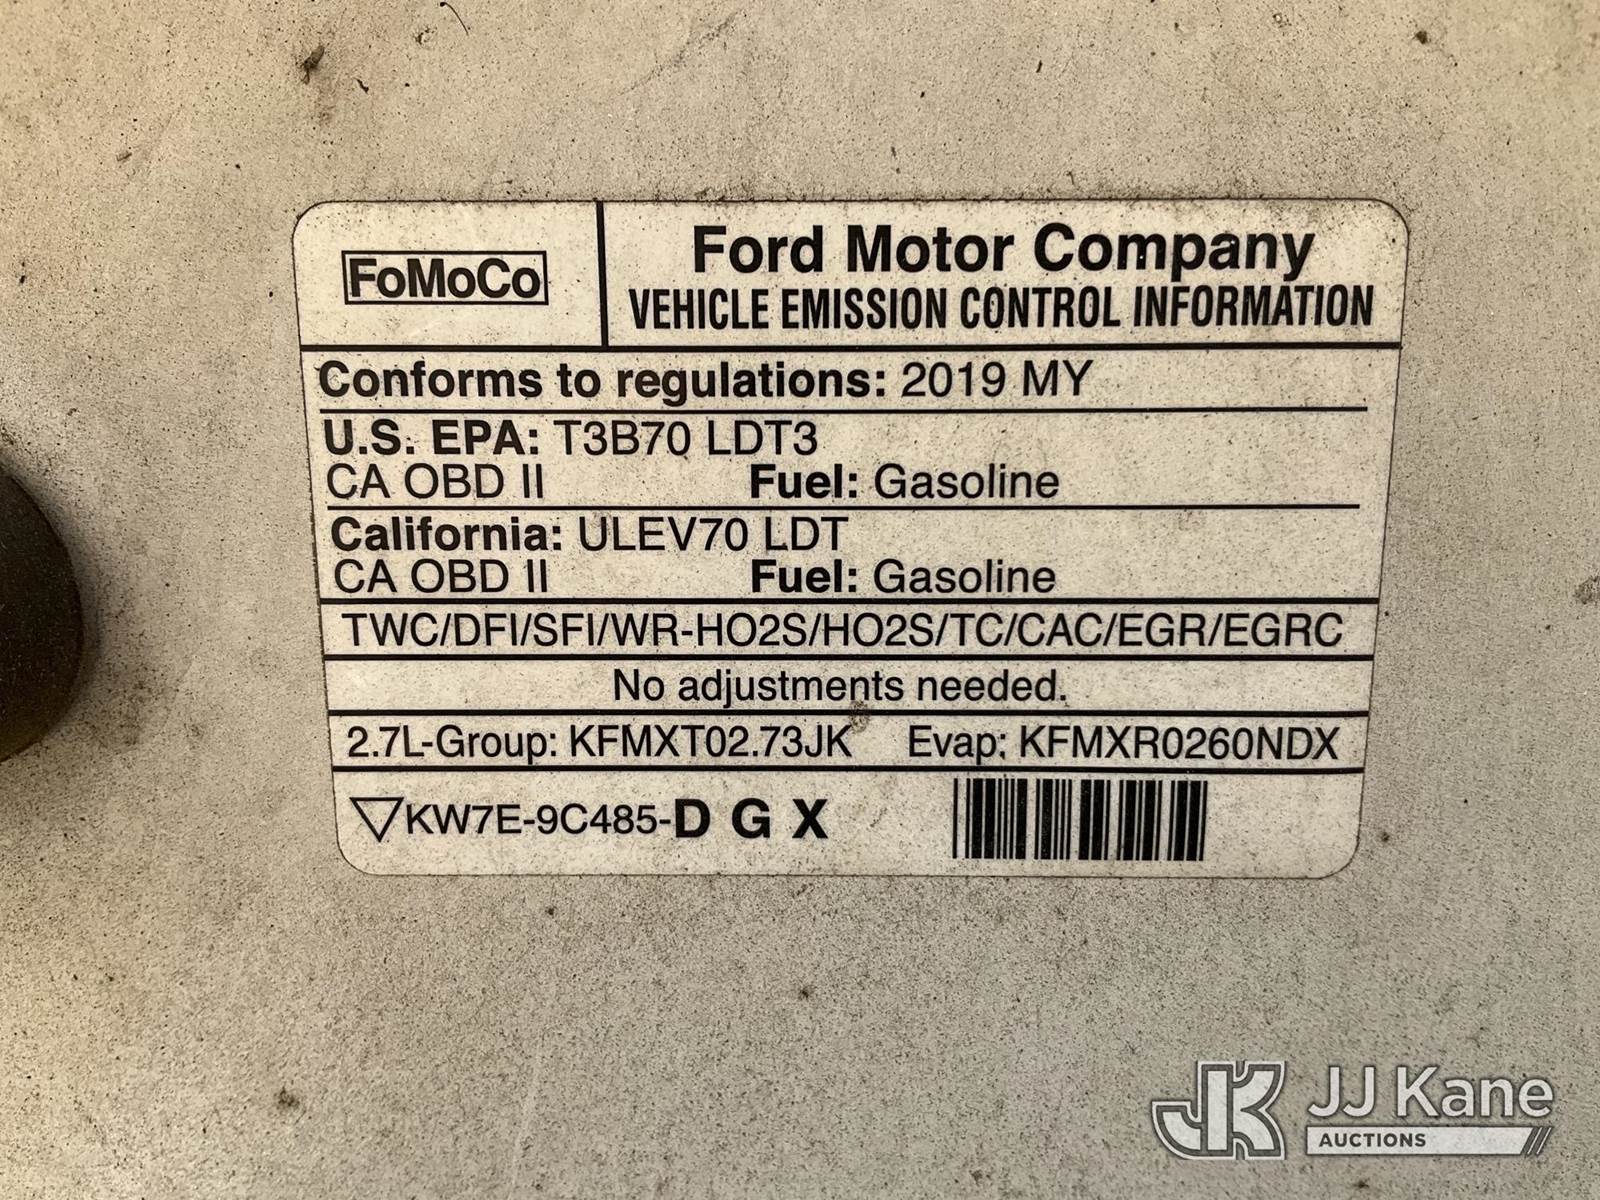 FoMoCo
Ford Motor Company
VEHICLE EMISSION CONTROL INFORMATION
Conforms to regulations: 2019 MY
U.S. EPA: T3B70 LDT3
CA OBD II Fuel: Gasoline
California: ULEV70 LDT
CA OBD II Fuel: Gasoline
TWC/DFI/SFI/WR-HO2S/HO2S/TC/CAC/EGR/EGRC
No adjustments needed.
2.7L-Group: KFMXT02.73JK Evap: KFMXR0260NDX
KW7E-9C485-D G X
JK JJ Kane
AUCTIONS